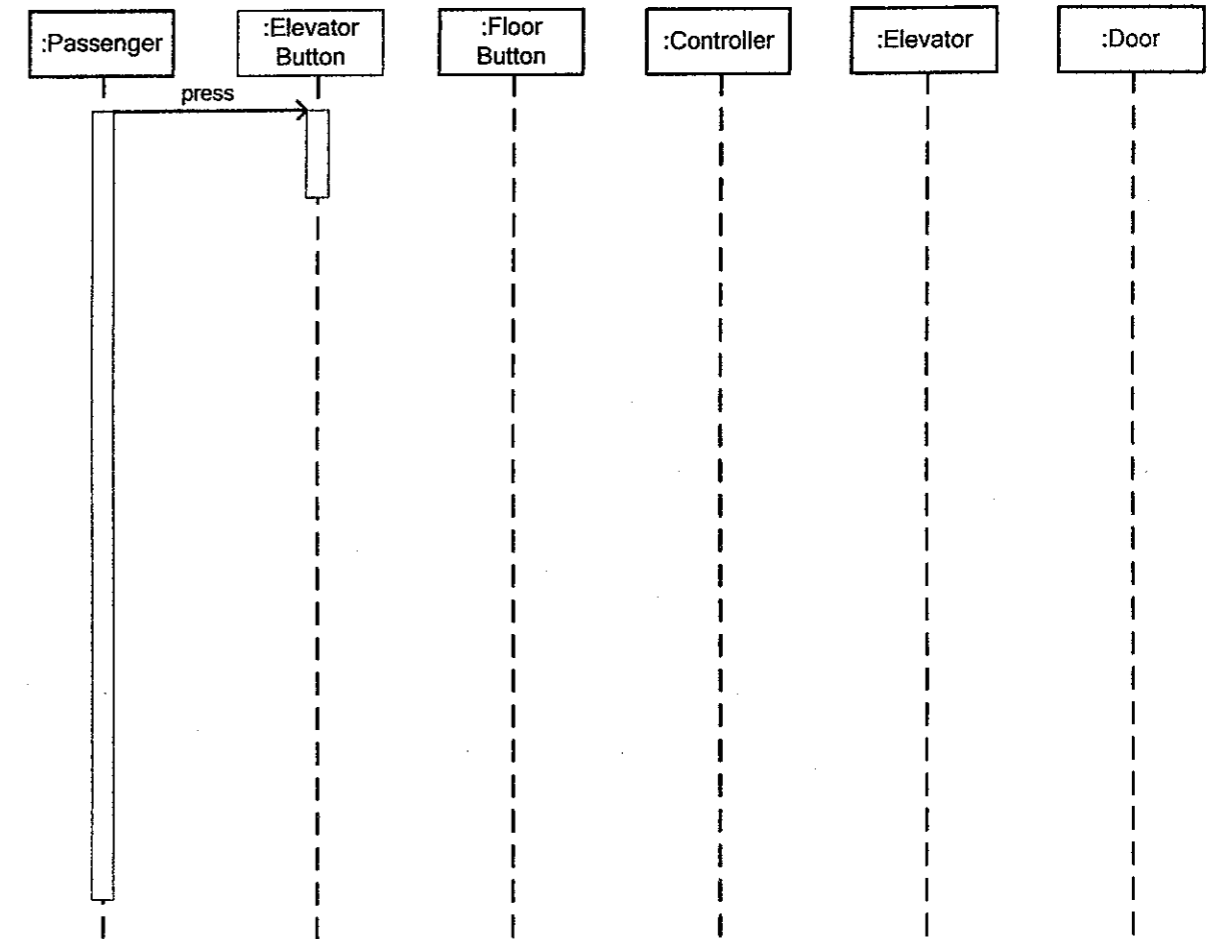 :Passenger
:Elevator
Button
:Floor
Button
:Controller
:Elevator
:Door
press